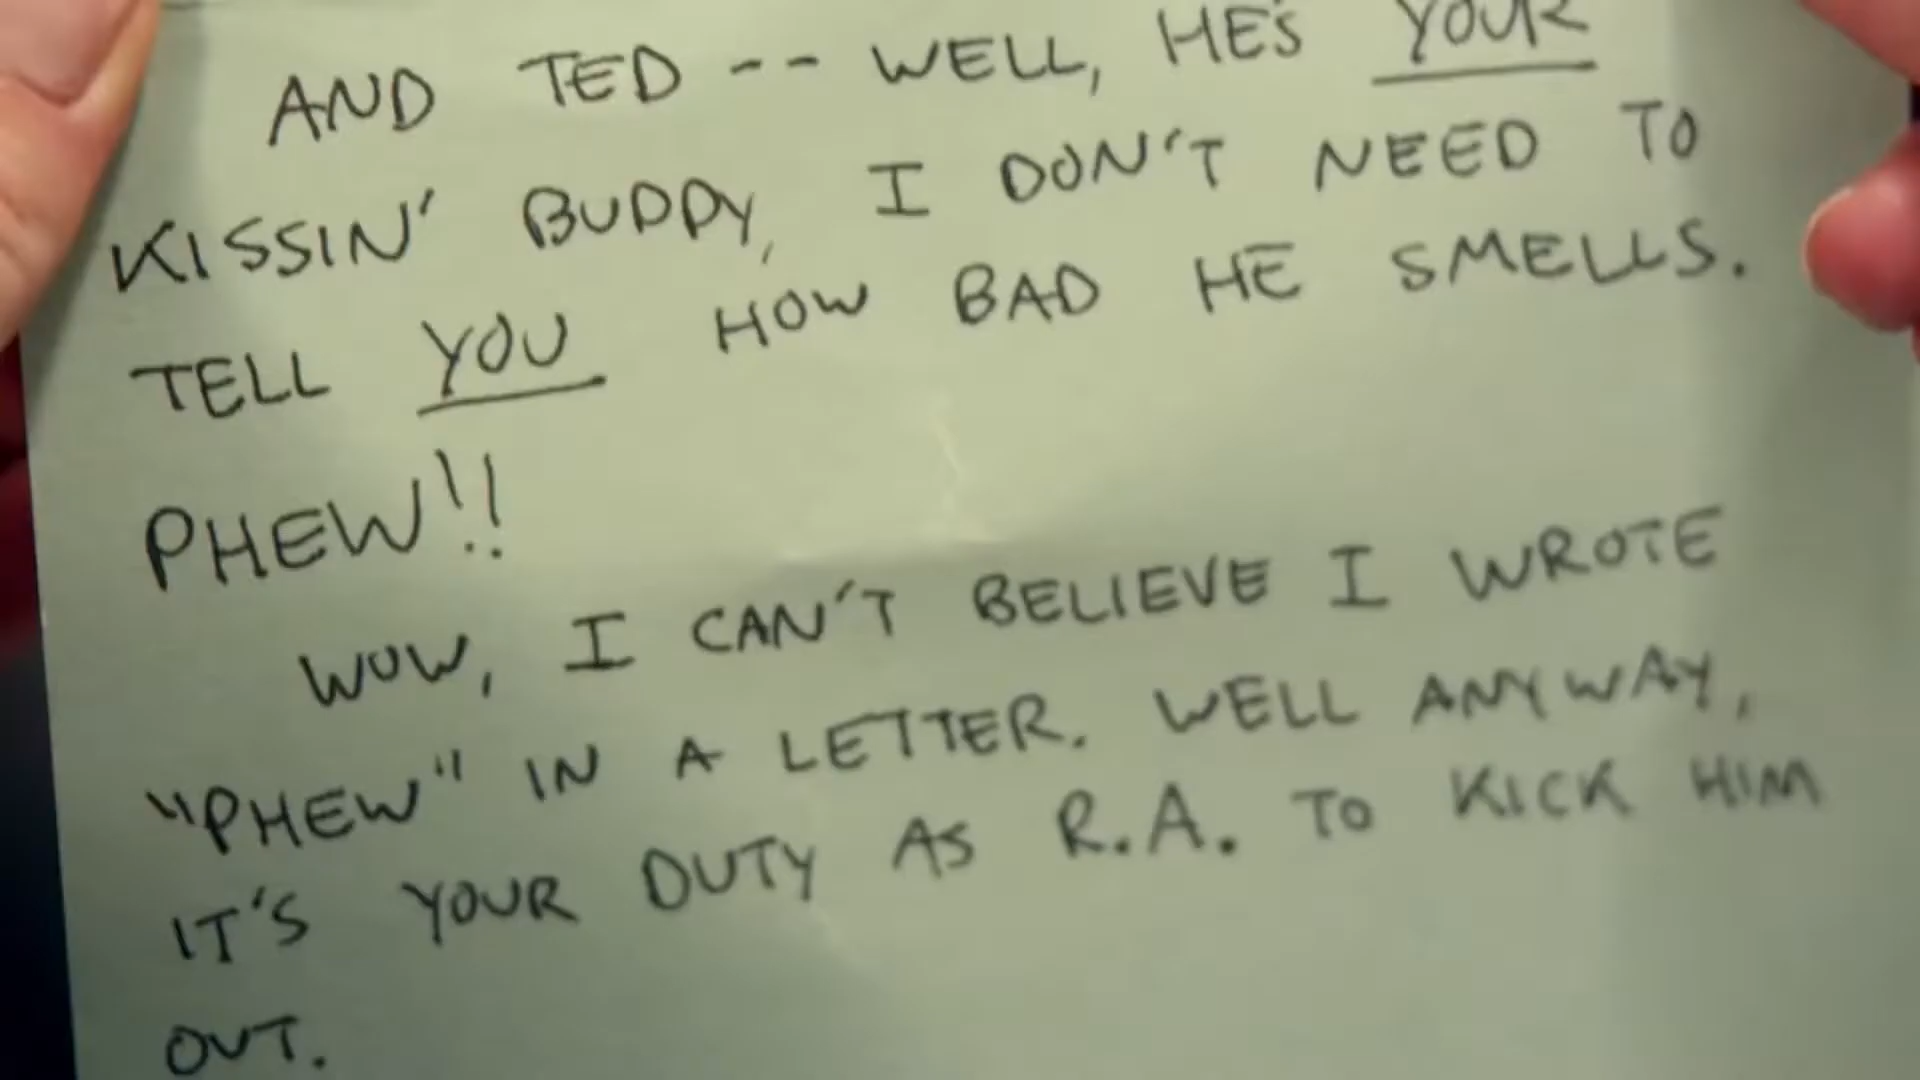 AND TED -- WELL, HE'S YOUR
KISSIN' BUDDY, I DON'T NEED TO
TELL YOU HOW BAD HE SMELLS.
PHEW!!
WOW, I CAN'T BELIEVE I WROTE
"PHEW" IN A LETTER. WELL ANYWAY,
IT'S YOUR DUTY AS R.A. TO KICK HIM
OUT.